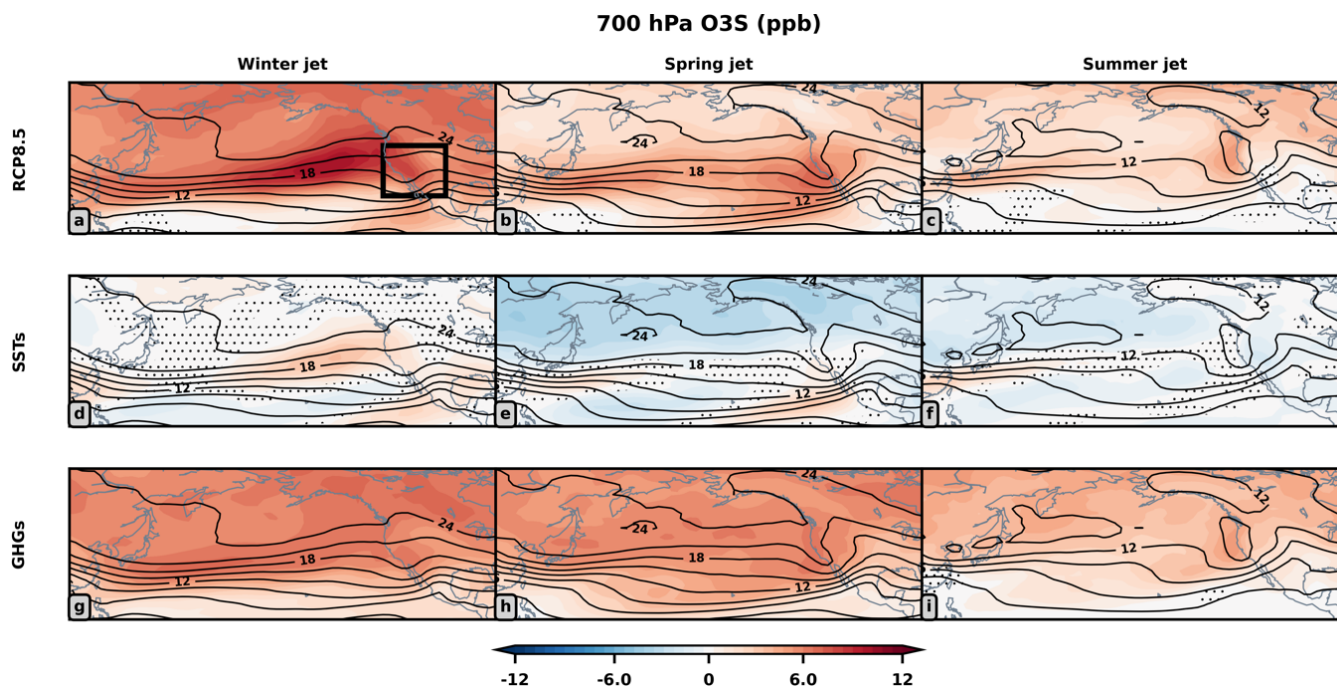 700 hPa O3S (ppb)
Winter jet Spring jet Summer jet
RCP8.5
24 18 12 a
24 24 18 12 b
12 12 c
SSTs
24 18 12 d
24 18 12 e
12 12 f
GHGs
24 18 12 g
24 24 18 12 h
12 12 i
-12 -6.0 0 6.0 12